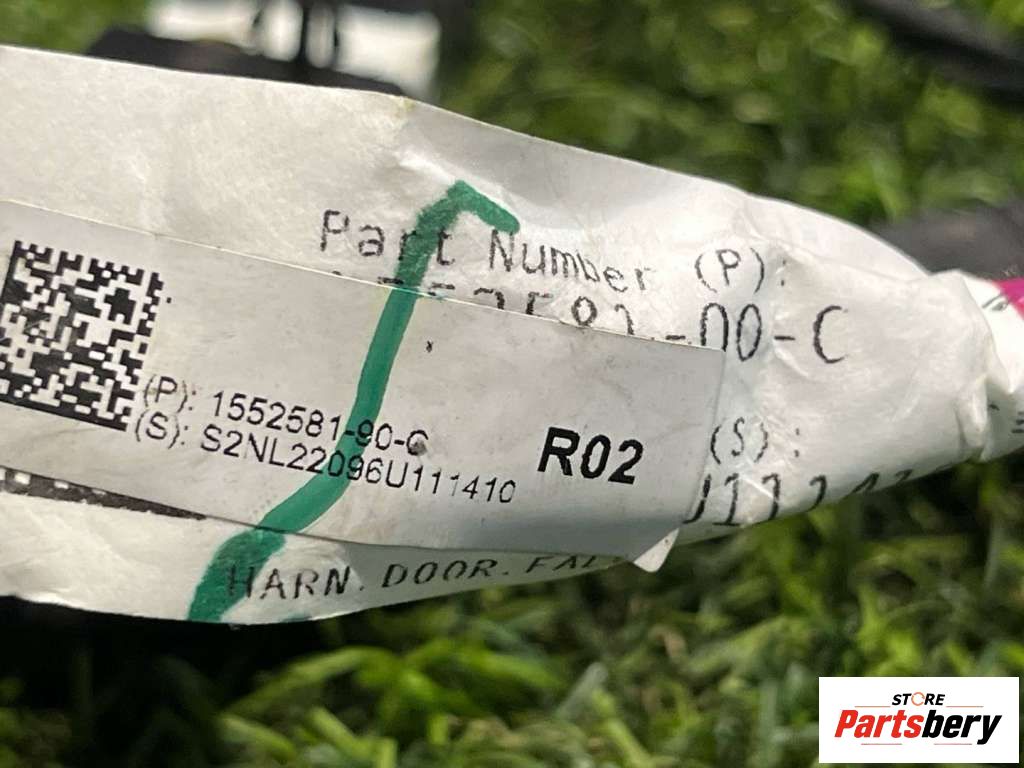 Part Number (P):
-00-C
(P): 1552581-90-C
(S): S2NL22096U111410
R02
(S):
HARN.DOOR.
STORE
Partsbery